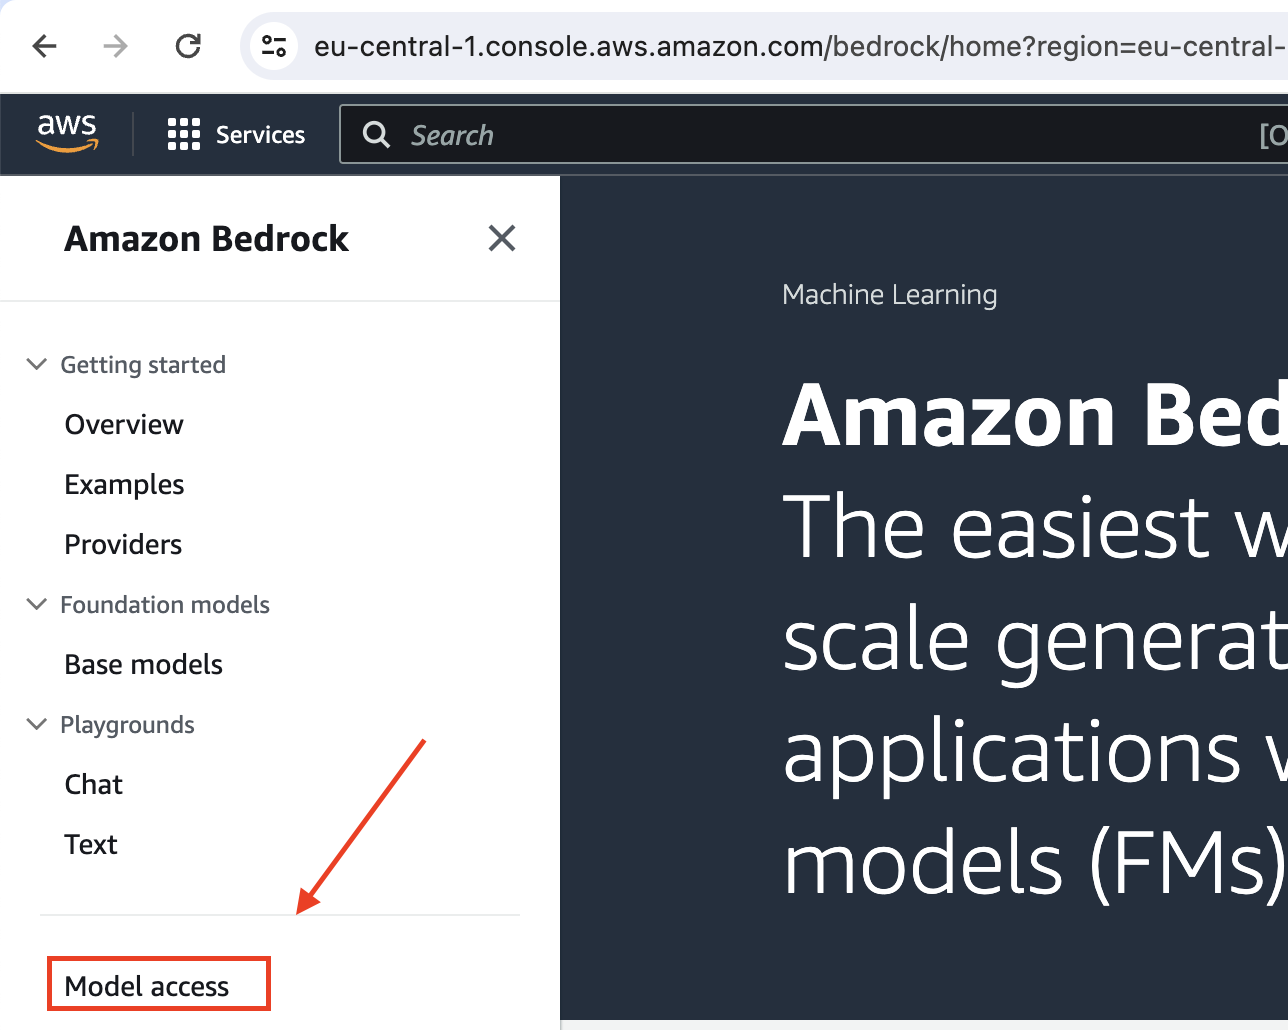 eu-central-1.console.aws.amazon.com/bedrock/home?region=eu-central-
aws
Services
Search
[O
Amazon Bedrock
Getting started
Overview
Examples
Providers
Foundation models
Base models
Playgrounds
Chat
Text
Model access
Machine Learning
Amazon Bed
The easiest w
scale generat
applications w
models (FMs)